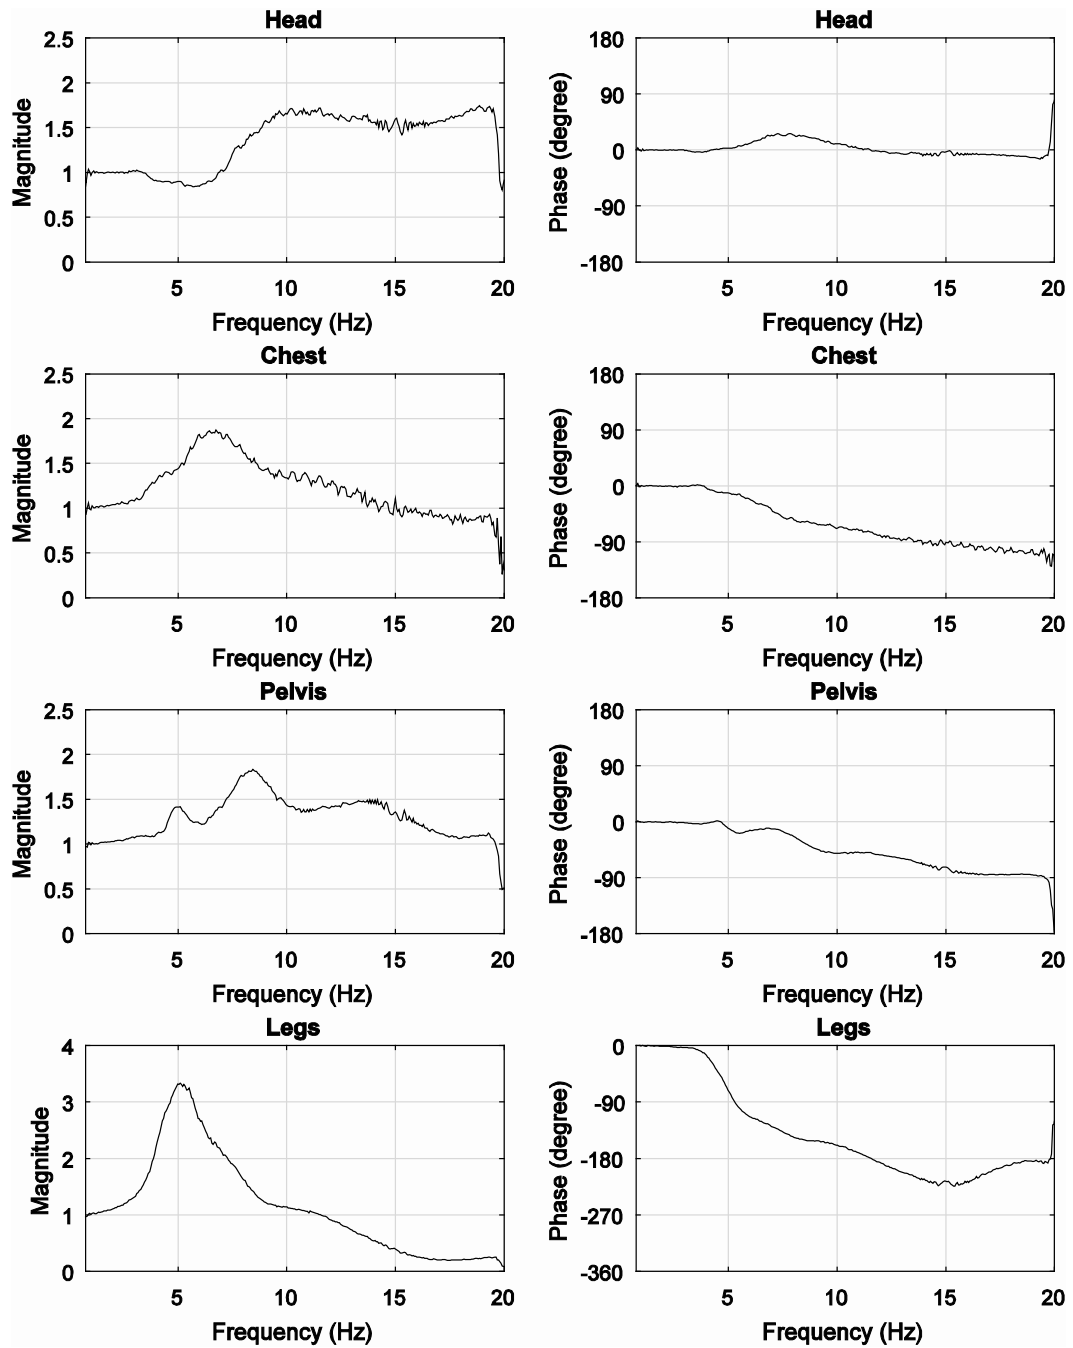 Head
2.5
2
1.5
1
0.5
0
Magnitude
5 10 15 20
Frequency (Hz)
Head
180
90
0
-90
-180
Phase (degree)
5 10 15 20
Frequency (Hz)
Chest
2.5
2
1.5
1
0.5
0
Magnitude
5 10 15 20
Frequency (Hz)
Chest
180
90
0
-90
-180
Phase (degree)
5 10 15 20
Frequency (Hz)
Pelvis
2.5
2
1.5
1
0.5
0
Magnitude
5 10 15 20
Frequency (Hz)
Pelvis
180
90
0
-90
-180
Phase (degree)
5 10 15 20
Frequency (Hz)
Legs
4
3
2
1
0
Magnitude
5 10 15 20
Frequency (Hz)
Legs
0
-90
-180
-270
-360
Phase (degree)
5 10 15 20
Frequency (Hz)